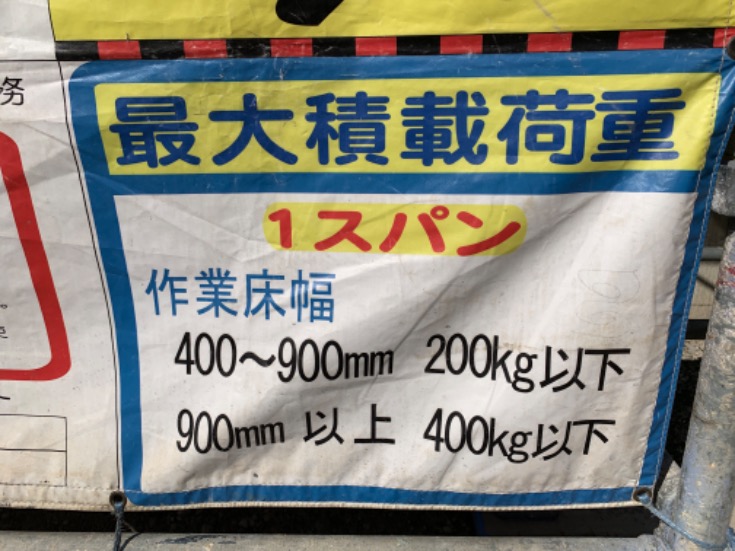 務
最大積載荷重
1スパン
作業床幅
400～900mm 200kg以下
900mm 以上 400kg以下